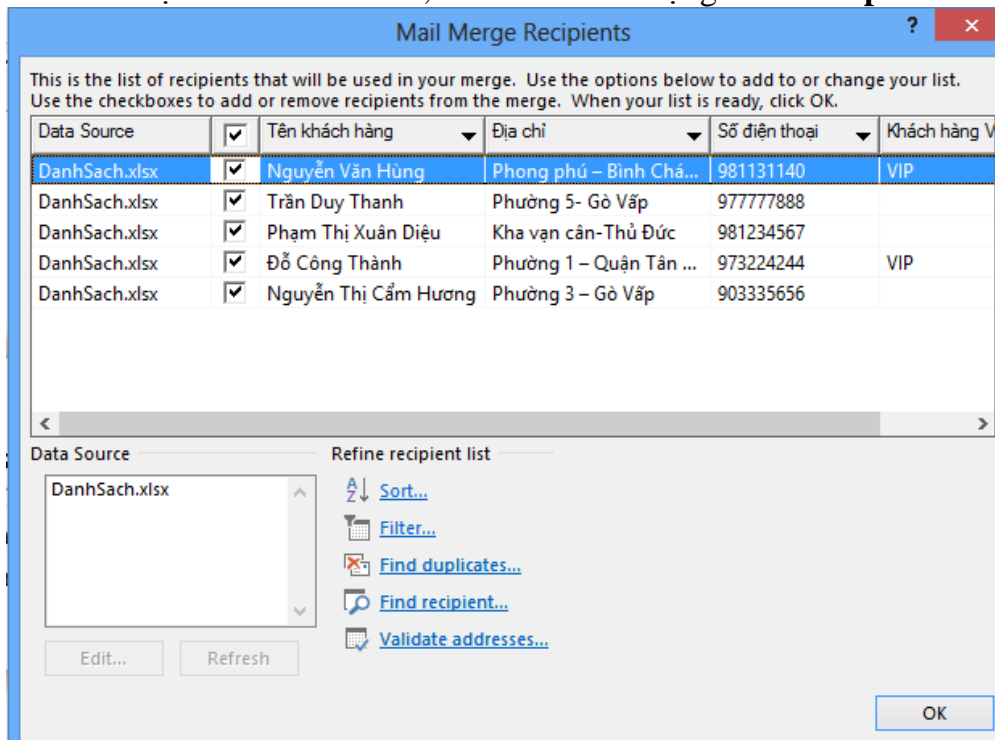 Mail Merge Recipients ? ×
This is the list of recipients that will be used in your merge. Use the options below to add to or change your list.
Use the checkboxes to add or remove recipients from the merge. When your list is ready, click OK.
Data Source Tên khách hàng Địa chỉ Số điện thoại Khách hàng V
DanhSach.xlsx Nguyễn Văn Hùng Phong phú – Bình Chá... 981131140 VIP
DanhSach.xlsx Trần Duy Thanh Phường 5- Gò Vấp 977777888
DanhSach.xlsx Phạm Thị Xuân Diệu Kha vạn cân-Thủ Đức 981234567
DanhSach.xlsx Đỗ Công Thành Phường 1 – Quận Tân ... 973224244 VIP
DanhSach.xlsx Nguyễn Thị Cẩm Hương Phường 3 – Gò Vấp 903335656
Data Source
DanhSach.xlsx
Edit... Refresh
Refine recipient list
Sort...
Filter...
Find duplicates...
Find recipient...
Validate addresses...
OK